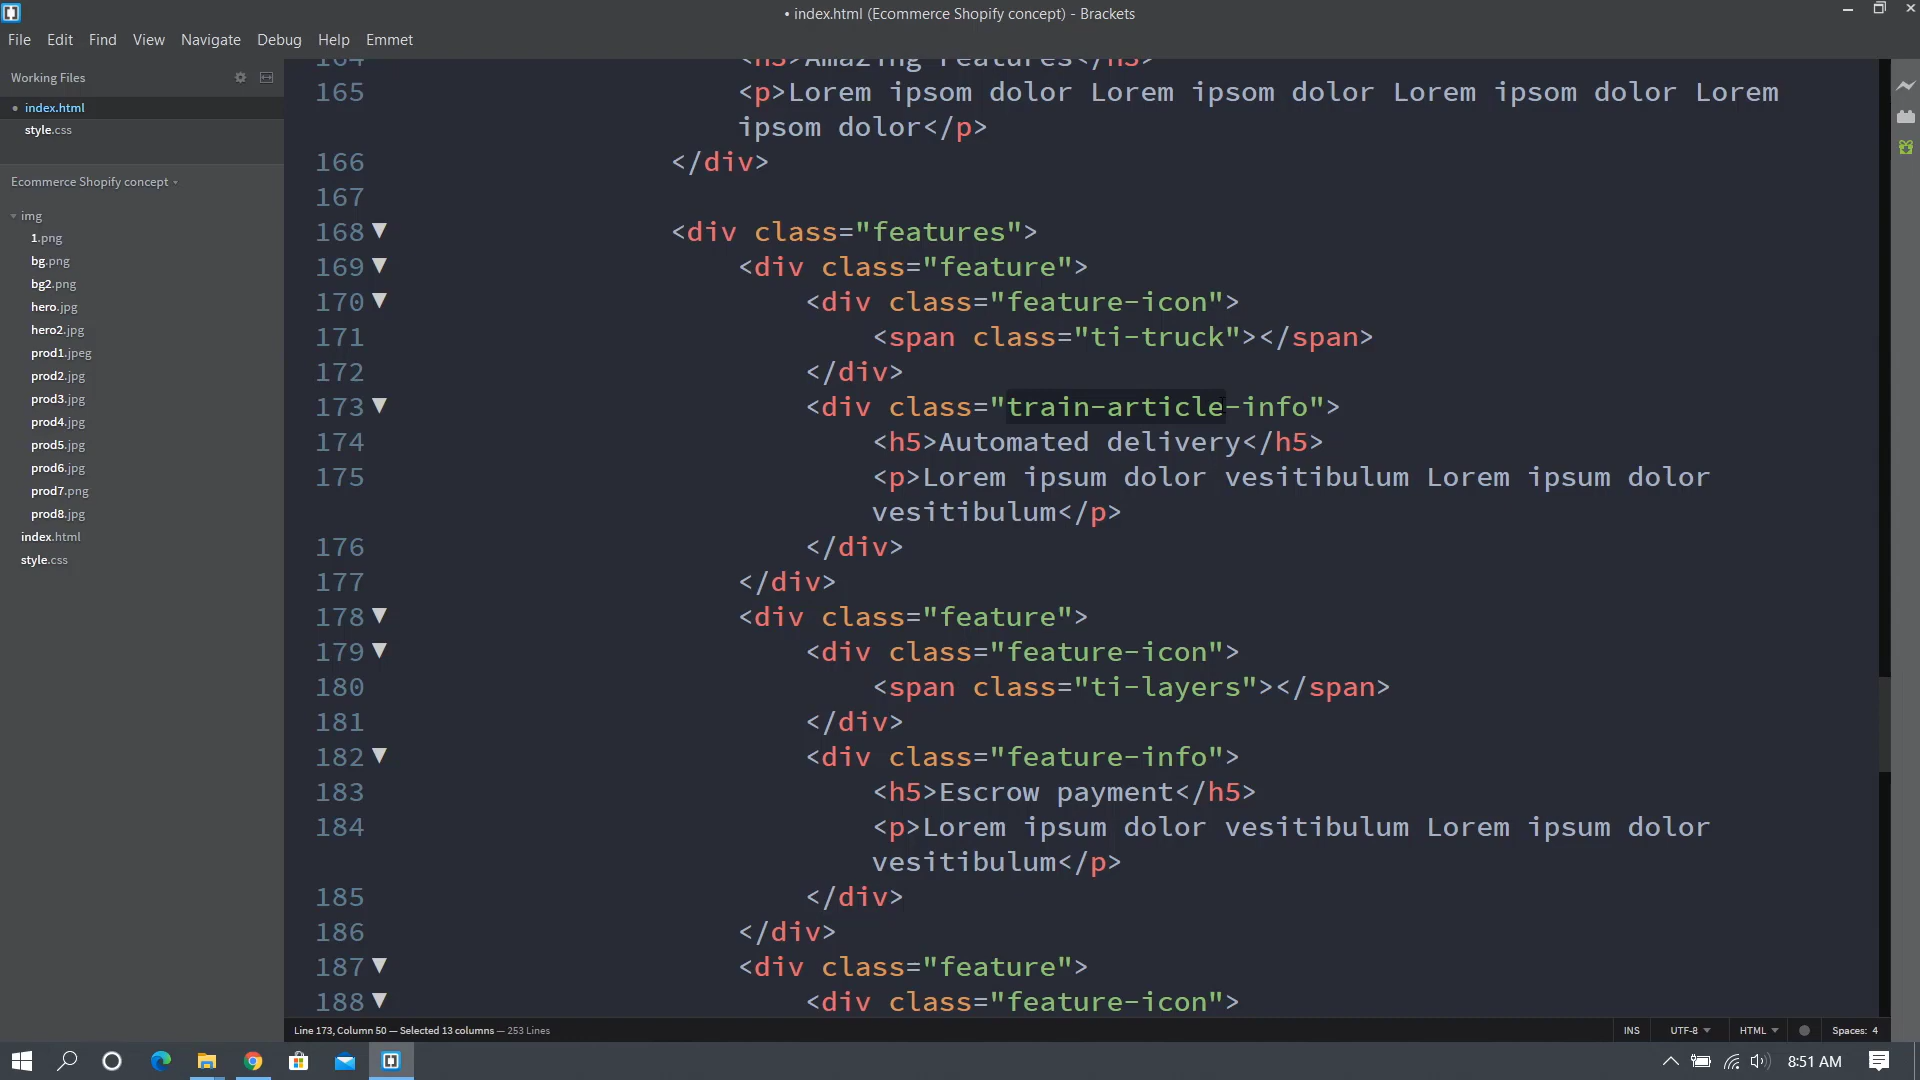 • index.html (Ecommerce Shopify concept) - Brackets
File Edit Find View Navigate Debug Help Emmet
Working Files
• index.html
style.css
Ecommerce Shopify concept
img
1.png
bg.png
bg2.png
hero.jpg
hero2.jpg
prod1.jpeg
prod2.jpg
prod3.jpg
prod4.jpg
prod5.jpg
prod6.jpg
prod7.png
prod8.jpg
index.html
style.css
164 <h3>Amazing Features</h3>
165 <p>Lorem ipsom dolor Lorem ipsom dolor Lorem ipsom dolor Lorem
ipsom dolor</p>
166 </div>
167
168 <div class="features">
169 <div class="feature">
170 <div class="feature-icon">
171 <span class="ti-truck"></span>
172 </div>
173 <div class="train-article-info">
174 <h5>Automated delivery</h5>
175 <p>Lorem ipsum dolor vesitibulum Lorem ipsum dolor
vesitibulum</p>
176 </div>
177 </div>
178 <div class="feature">
179 <div class="feature-icon">
180 <span class="ti-layers"></span>
181 </div>
182 <div class="feature-info">
183 <h5>Escrow payment</h5>
184 <p>Lorem ipsum dolor vesitibulum Lorem ipsum dolor
vesitibulum</p>
185 </div>
186 </div>
187 <div class="feature">
188 <div class="feature-icon">
Line 173, Column 50 — Selected 13 columns — 253 Lines
INS UTF-8 HTML Spaces: 4
8:51 AM